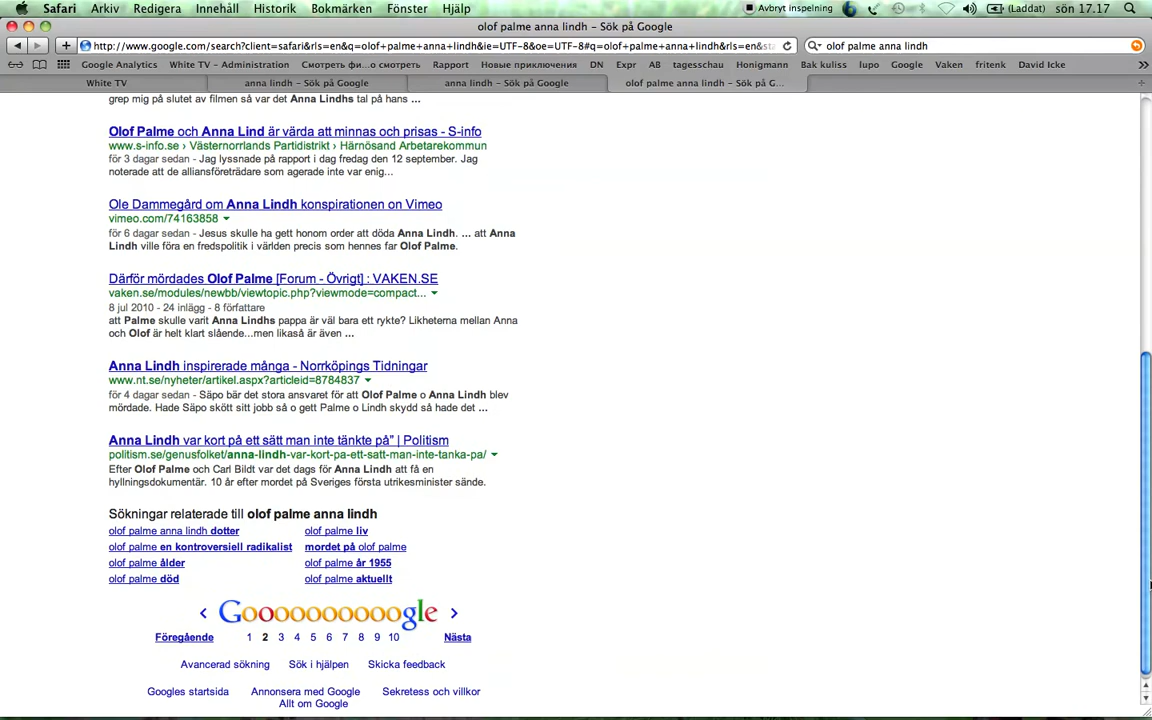 Safari Arkiv Redigera Innehåll Historik Bokmärken Fönster Hjälp Avbryt inspelning (Laddat) sön 17.17
olof palme anna lindh – Sök på Google
http://www.google.com/search?client=safari&rls=en&q=olof+palme+anna+lindh&ie=UTF-8&oe=UTF-8#q=olof+palme+anna+lindh&rls=en&sta olof palme anna lindh
Google Analytics White TV – Administration Смотреть фи...о смотреть Rapport Новые приключения DN Expr AB tagesschau Honigmann Bak kuliss lupo Google Vaken fritenk David Icke
White TV anna lindh – Sök på Google anna lindh – Sök på Google olof palme anna lindh – Sök på G...
grep mig på slutet av filmen så var det Anna Lindhs tal på hans ...
Olof Palme och Anna Lind är värda att minnas och prisas - S-info
www.s-info.se › Västernorrlands Partidistrikt › Härnösand Arbetarekommun
för 3 dagar sedan - Jag lyssnade på rapport i dag fredag den 12 september. Jag
noterade att de alliansföreträdare som agerade inte var enig...
Ole Dammegård om Anna Lindh konspirationen on Vimeo
vimeo.com/74163858
för 6 dagar sedan - Jesus skulle ha gett honom order att döda Anna Lindh. ... att Anna
Lindh ville föra en fredspolitik i världen precis som hennes far Olof Palme.
Därför mördades Olof Palme [Forum - Övrigt] : VAKEN.SE
vaken.se/modules/newbb/viewtopic.php?viewmode=compact...
8 jul 2010 - 24 inlägg - 8 författare
att Palme skulle varit Anna Lindhs pappa är väl bara ett rykte? Likheterna mellan Anna
och Olof är helt klart slående...men likaså är även ...
Anna Lindh inspirerade många - Norrköpings Tidningar
www.nt.se/nyheter/artikel.aspx?articleid=8784837
för 4 dagar sedan - Säpo bär det stora ansvaret för att Olof Palme o Anna Lindh blev
mördade. Hade Säpo skött sitt jobb så o gett Palme o Lindh skydd så hade det ...
Anna Lindh var kort på ett sätt man inte tänkte på” | Politism
politism.se/genusfolket/anna-lindh-var-kort-pa-ett-satt-man-inte-tanka-pa/
Efter Olof Palme och Carl Bildt var det dags för Anna Lindh att få en
hyllningsdokumentär. 10 år efter mordet på Sveriges första utrikesminister sände.
Sökningar relaterade till olof palme anna lindh
olof palme anna lindh dotter olof palme liv
olof palme en kontroversiell radikalist mordet på olof palme
olof palme ålder olof palme år 1955
olof palme död olof palme aktuellt
‹ Goooooooooogle ›
Föregående 1 2 3 4 5 6 7 8 9 10 Nästa
Avancerad sökning Sök i hjälpen Skicka feedback
Googles startsida Annonsera med Google Sekretess och villkor
Allt om Google